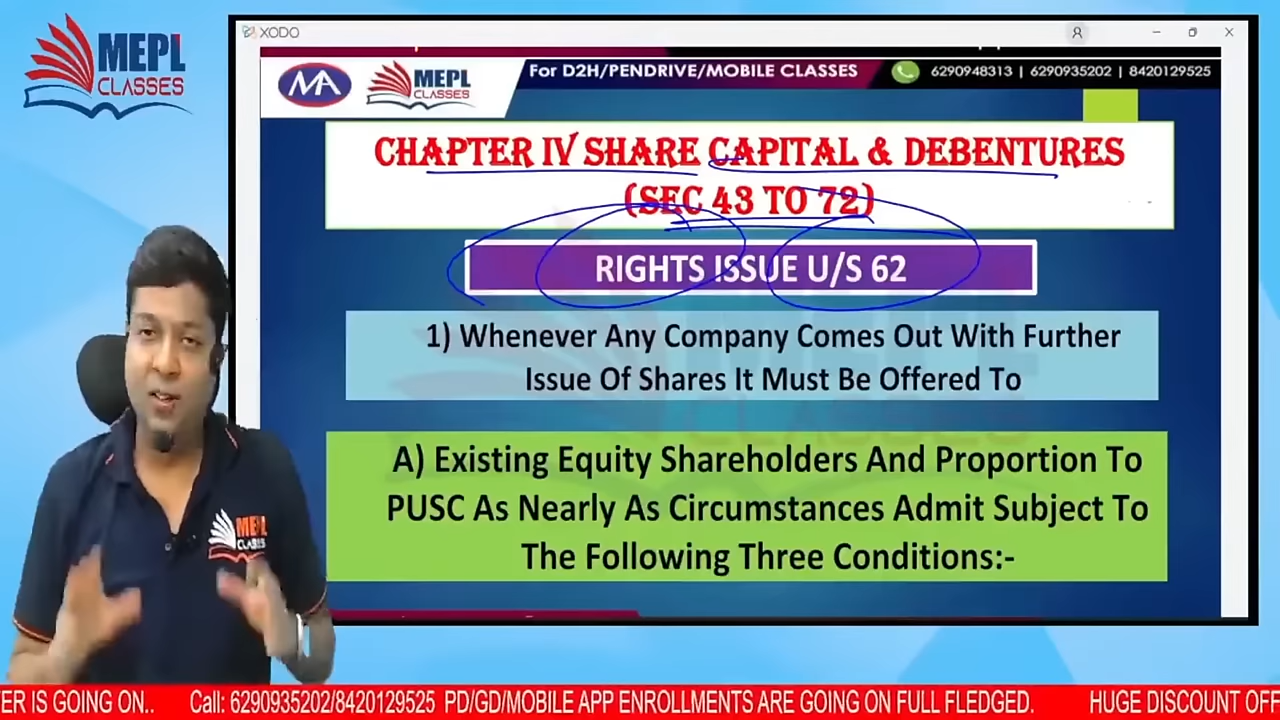 MEPL
CLASSES
XODO
MA
MEPL
CLASSES
For D2H/PENDRIVE/MOBILE CLASSES
6290948313 | 6290935202 | 8420129525
CHAPTER IV SHARE CAPITAL & DEBENTURES
(SEC 43 TO 72)
RIGHTS ISSUE U/S 62
1) Whenever Any Company Comes Out With Further
Issue Of Shares It Must Be Offered To
A) Existing Equity Shareholders And Proportion To
PUSC As Nearly As Circumstances Admit Subject To
The Following Three Conditions:-
MEPL
CLASSES
ER IS GOING ON.. Call: 6290935202/8420129525 PD/GD/MOBILE APP ENROLLMENTS ARE GOING ON FULL FLEDGED. HUGE DISCOUNT OFF